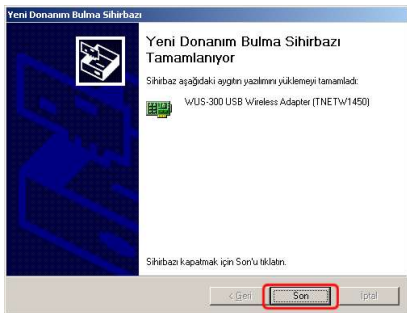 Yeni Donanım Bulma Sihirbazı
Yeni Donanım Bulma Sihirbazı
Tamamlanıyor
Sihirbaz aşağıdaki aygıtın yazılımını yüklemeyi tamamladı:
WUS-300 USB Wireless Adapter (TNETW1450)
Sihirbazı kapatmak için Son'u tıklatın.
< Geri Son İptal